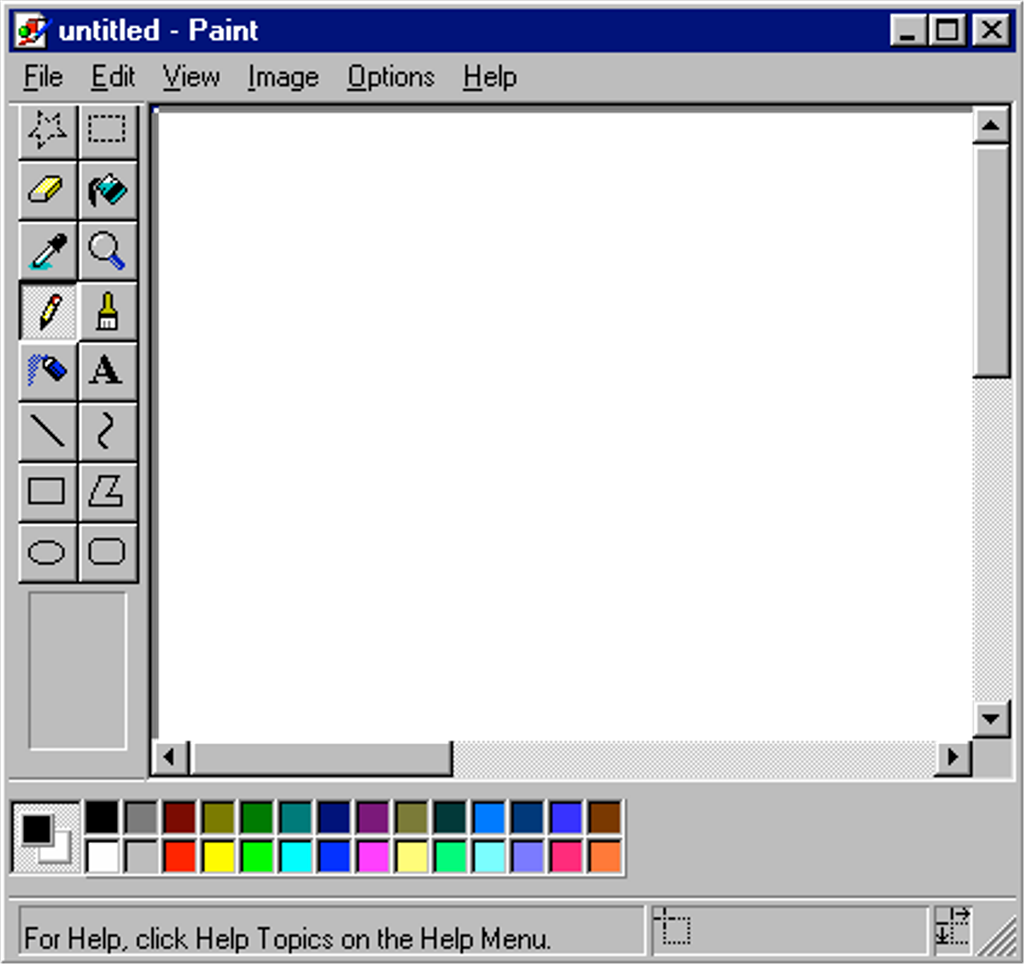 untitled - Paint
File Edit View Image Options Help
A
For Help, click Help Topics on the Help Menu.